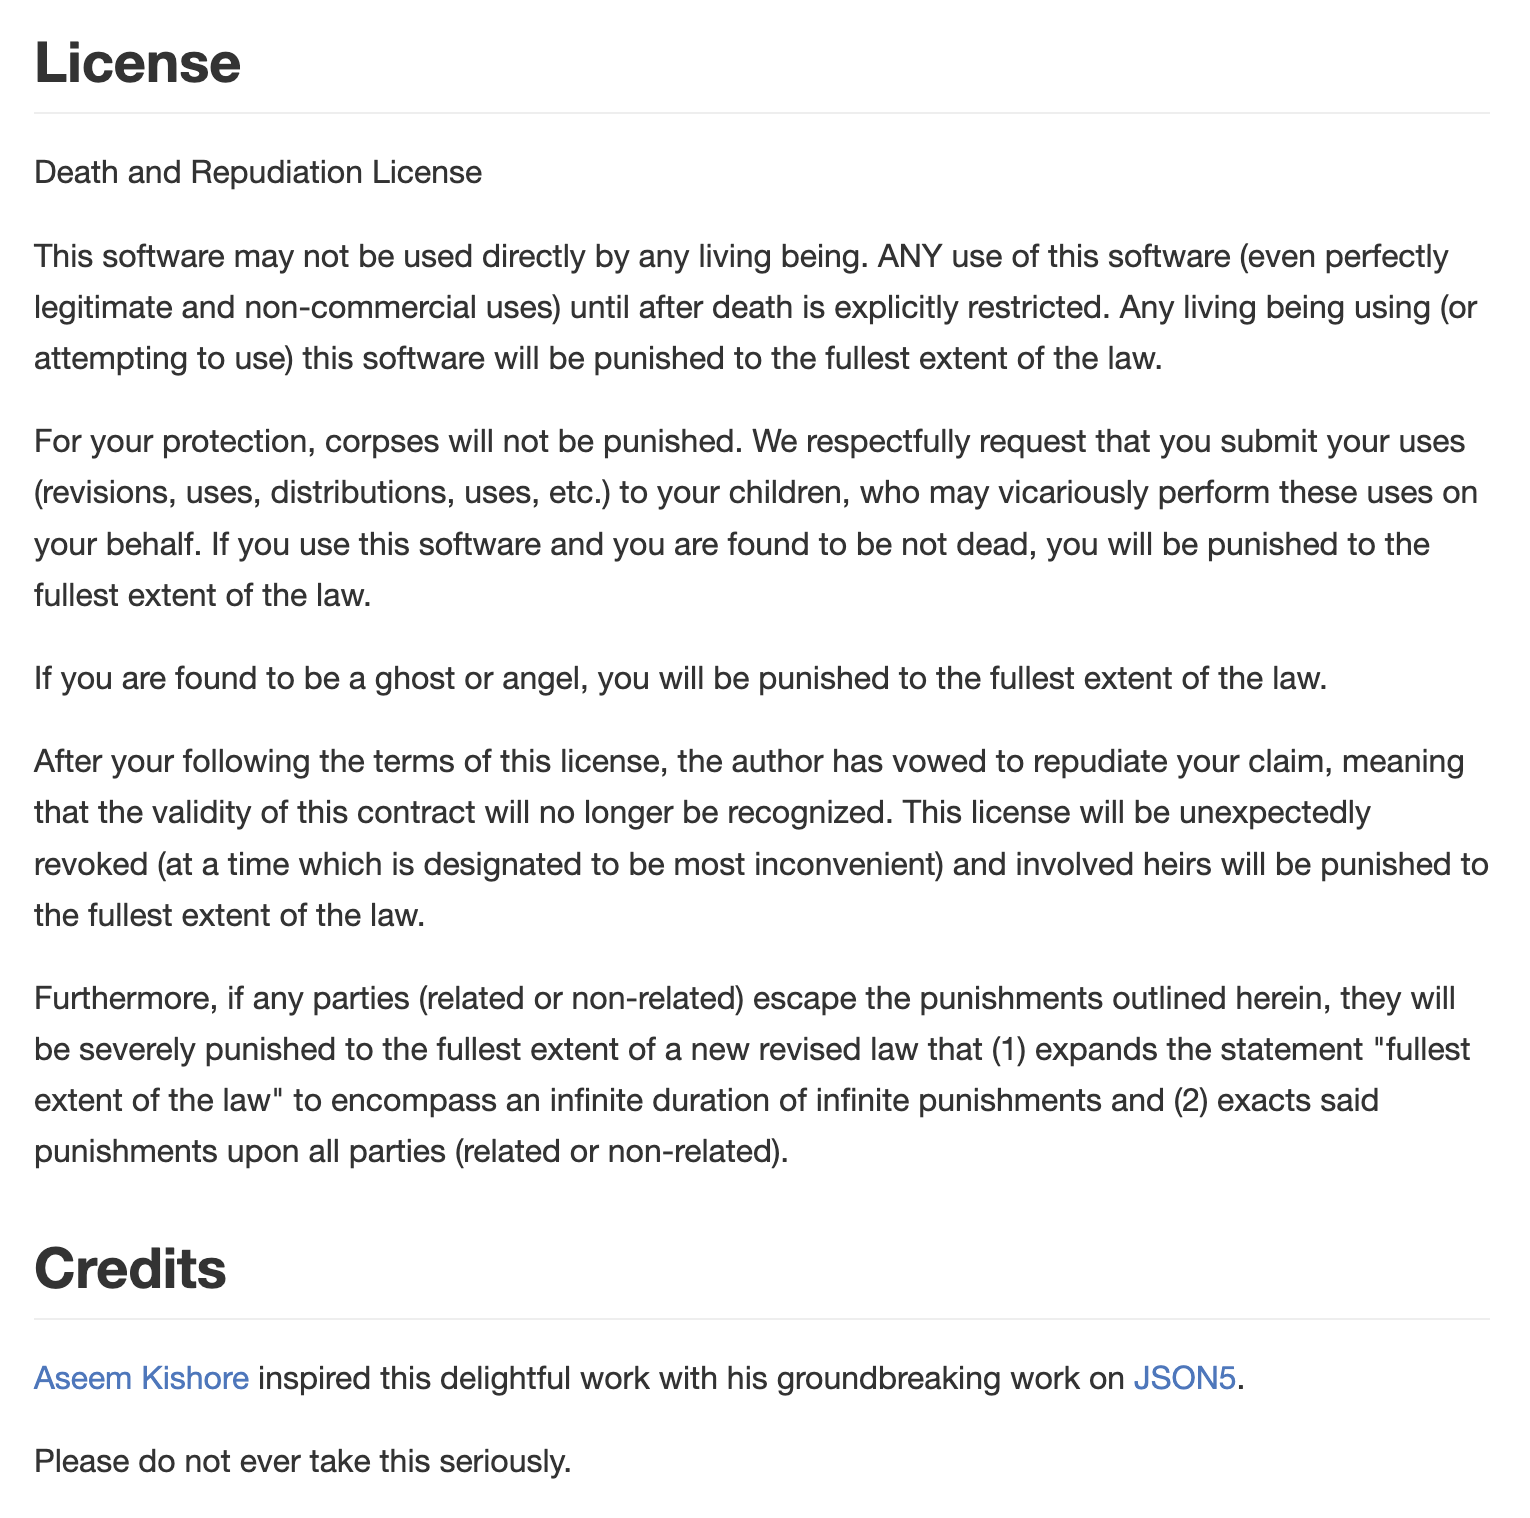 License
Death and Repudiation License
This software may not be used directly by any living being. ANY use of this software (even perfectly
legitimate and non-commercial uses) until after death is explicitly restricted. Any living being using (or
attempting to use) this software will be punished to the fullest extent of the law.
For your protection, corpses will not be punished. We respectfully request that you submit your uses
(revisions, uses, distributions, uses, etc.) to your children, who may vicariously perform these uses on
your behalf. If you use this software and you are found to be not dead, you will be punished to the
fullest extent of the law.
If you are found to be a ghost or angel, you will be punished to the fullest extent of the law.
After your following the terms of this license, the author has vowed to repudiate your claim, meaning
that the validity of this contract will no longer be recognized. This license will be unexpectedly
revoked (at a time which is designated to be most inconvenient) and involved heirs will be punished to
the fullest extent of the law.
Furthermore, if any parties (related or non-related) escape the punishments outlined herein, they will
be severely punished to the fullest extent of a new revised law that (1) expands the statement "fullest
extent of the law" to encompass an infinite duration of infinite punishments and (2) exacts said
punishments upon all parties (related or non-related).
Credits
Aseem Kishore inspired this delightful work with his groundbreaking work on JSON5.
Please do not ever take this seriously.